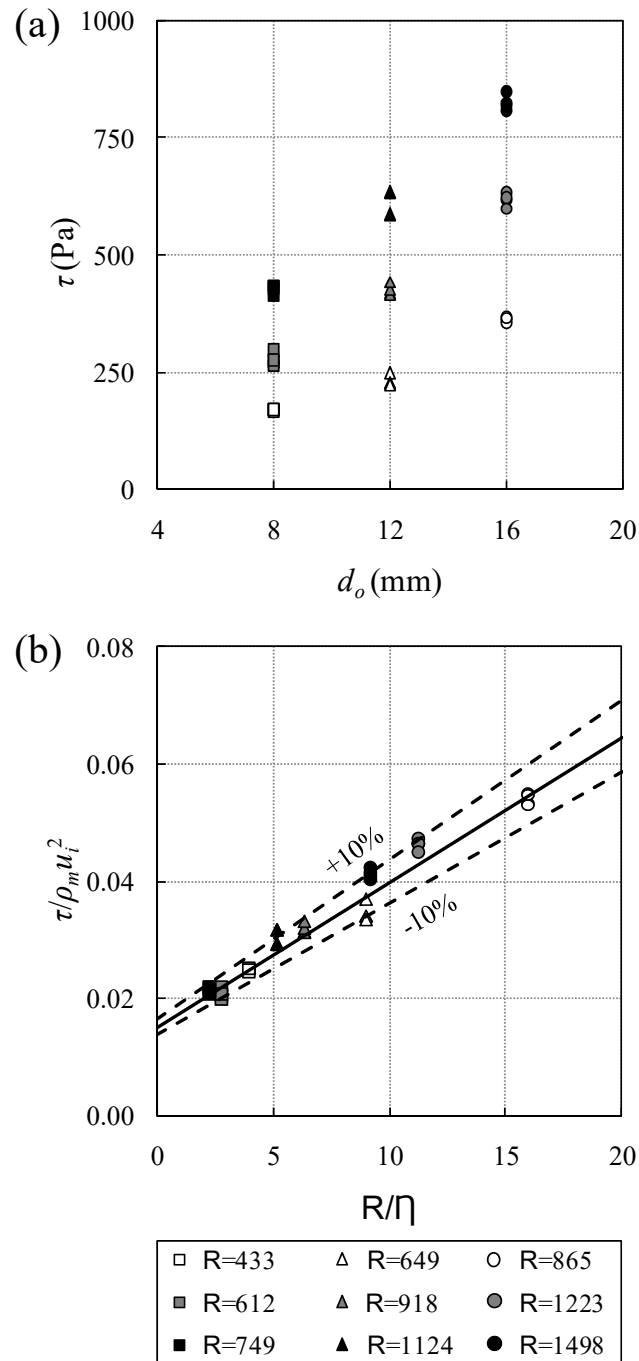 (a)
1000
750
500
250
0
τ (Pa)
4 8 12 16 20
d_o (mm)
(b)
0.08
0.06
0.04
0.02
0.00
τ/ρ_m u_i^2
+10%
-10%
0 5 10 15 20
R/Ƞ
R=433 R=649 R=865
R=612 R=918 R=1223
R=749 R=1124 R=1498